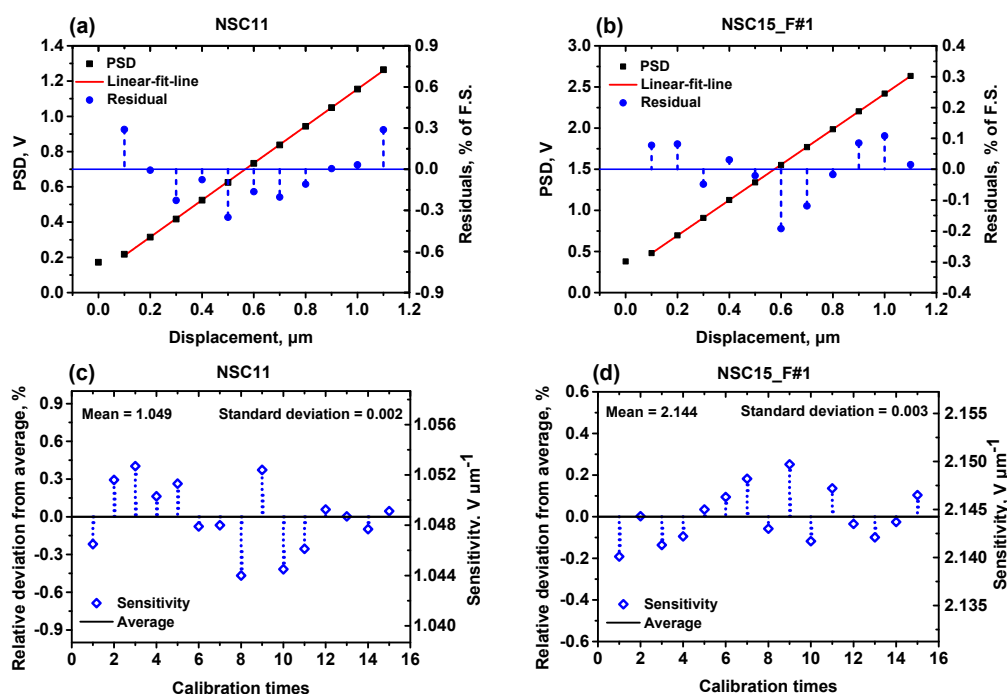 (a) NSC11
PSD, V
1.4
1.2
1.0
0.8
0.6
0.4
0.2
0.0
PSD
Linear-fit-line
Residual
0.9
0.6
0.3
0.0
-0.3
-0.6
-0.9
Residuals, % of F.S.
0.0 0.2 0.4 0.6 0.8 1.0 1.2
Displacement, µm
(b) NSC15_F#1
PSD, V
3.0
2.5
2.0
1.5
1.0
0.5
0.0
PSD
Linear-fit-line
Residual
0.4
0.3
0.2
0.1
0.0
-0.1
-0.2
-0.3
-0.4
Residuals, % of F.S.
0.0 0.2 0.4 0.6 0.8 1.0 1.2
Displacement, µm
(c) NSC11
Relative deviation from average, %
0.9
0.6
0.3
0.0
-0.3
-0.6
-0.9
Mean = 1.049 Standard deviation = 0.002
Sensitivity
Average
1.056
1.052
1.048
1.044
1.040
Sensitivity, V µm⁻¹
0 2 4 6 8 10 12 14 16
Calibration times
(d) NSC15_F#1
Relative deviation from average, %
0.6
0.4
0.2
0.0
-0.2
-0.4
-0.6
Mean = 2.144 Standard deviation = 0.003
Sensitivity
Average
2.155
2.150
2.145
2.140
2.135
Sensitivity, V µm⁻¹
0 2 4 6 8 10 12 14 16
Calibration times